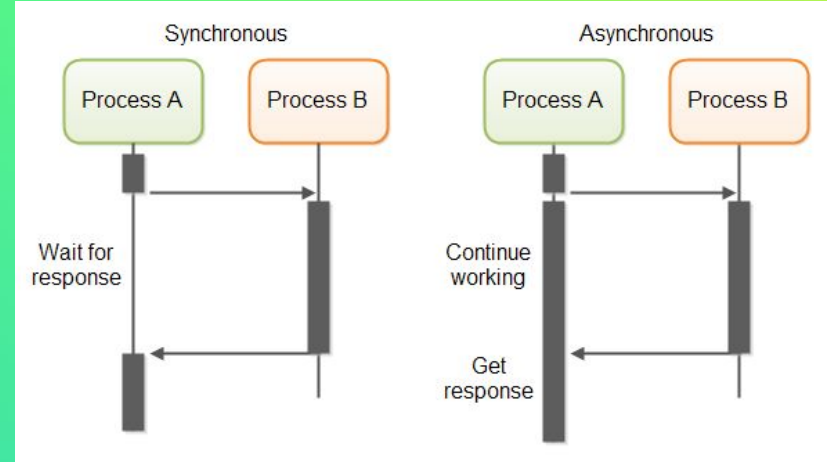 Synchronous
Asynchronous
Process A
Process B
Process A
Process B
Wait for
response
Continue
working
Get
response